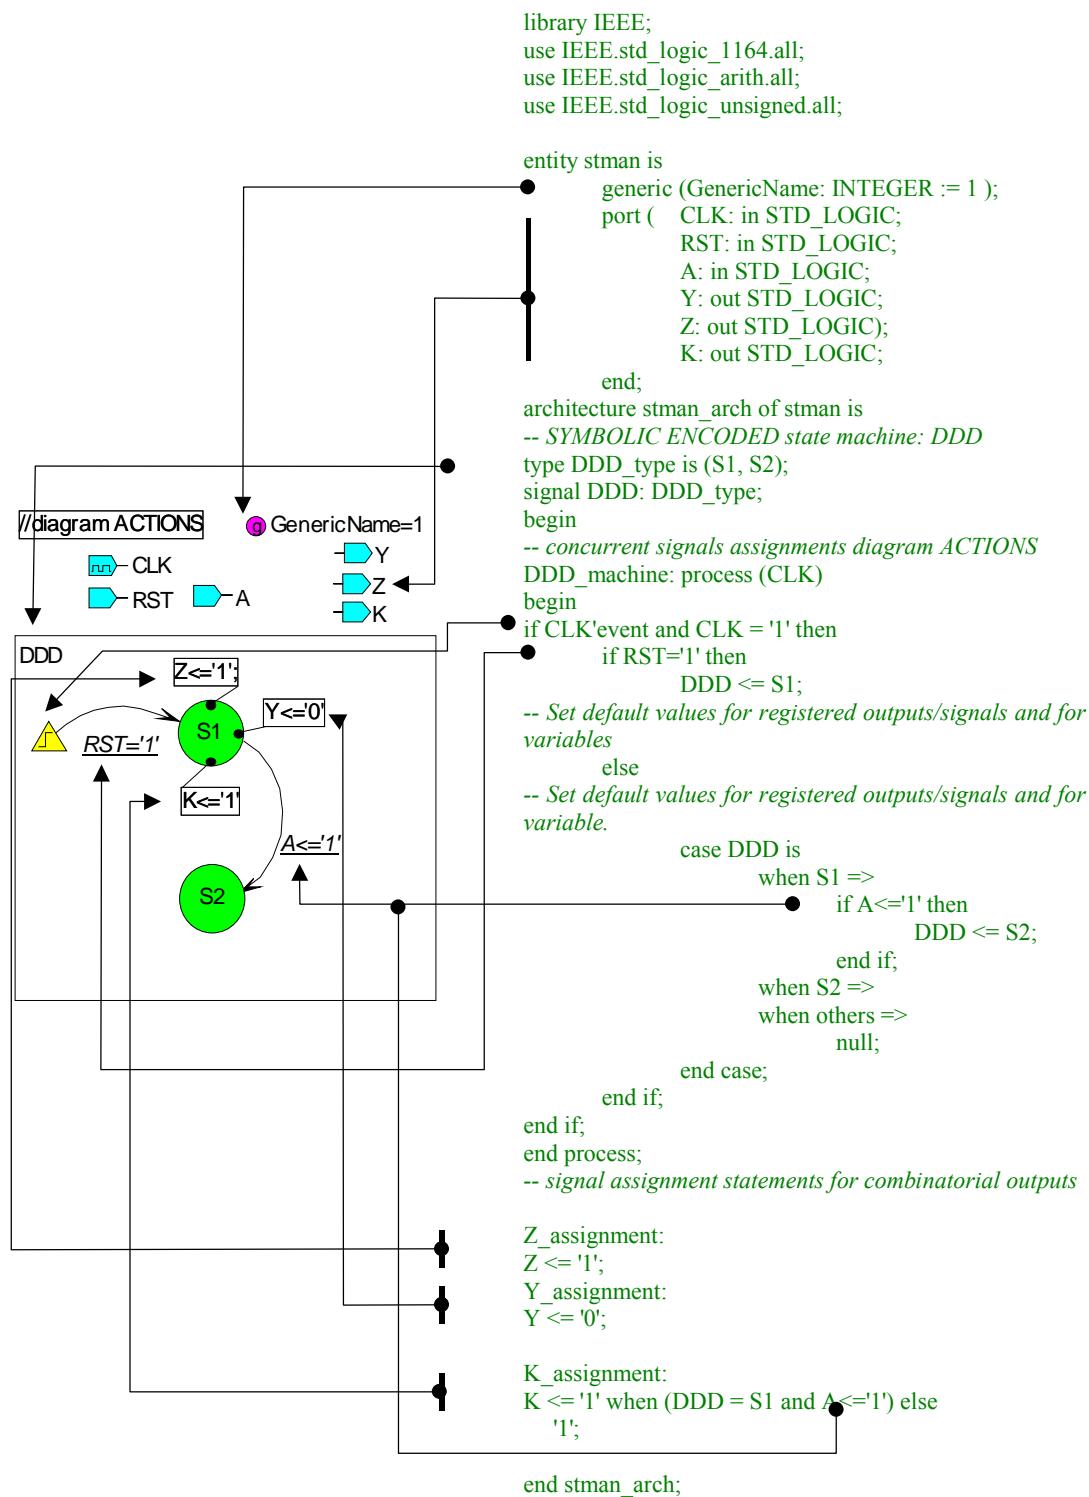 library IEEE;
use IEEE.std_logic_1164.all;
use IEEE.std_logic_arith.all;
use IEEE.std_logic_unsigned.all;
entity stman is
generic (GenericName: INTEGER := 1 );
port ( CLK: in STD_LOGIC;
RST: in STD_LOGIC;
A: in STD_LOGIC;
Y: out STD_LOGIC;
Z: out STD_LOGIC);
K: out STD_LOGIC;
end;
architecture stman_arch of stman is
-- SYMBOLIC ENCODED state machine: DDD
type DDD_type is (S1, S2);
signal DDD: DDD_type;
begin
-- concurrent signals assignments diagram ACTIONS
DDD_machine: process (CLK)
begin
if CLK'event and CLK = '1' then
if RST='1' then
DDD <= S1;
-- Set default values for registered outputs/signals and for
variables
else
-- Set default values for registered outputs/signals and for
variable.
case DDD is
when S1 =>
if A<='1' then
DDD <= S2;
end if;
when S2 =>
when others =>
null;
end case;
end if;
end if;
end process;
-- signal assignment statements for combinatorial outputs
Z_assignment:
Z <= '1';
Y_assignment:
Y <= '0';
K_assignment:
K <= '1' when (DDD = S1 and A<='1') else
'1';
end stman_arch;
//diagram ACTIONS
g GenericName=1
Y
CLK
Z
RST
A
K
DDD
Z<='1';
Y<='0'
S1
RST='1'
K<='1'
A<='1'
S2